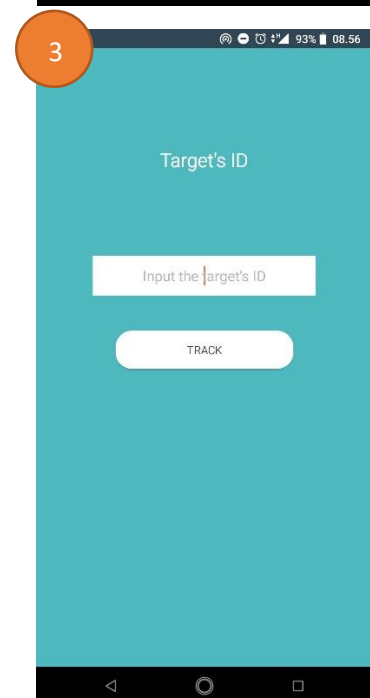 3
93% 08.56
Target's ID
Input the target's ID
TRACK